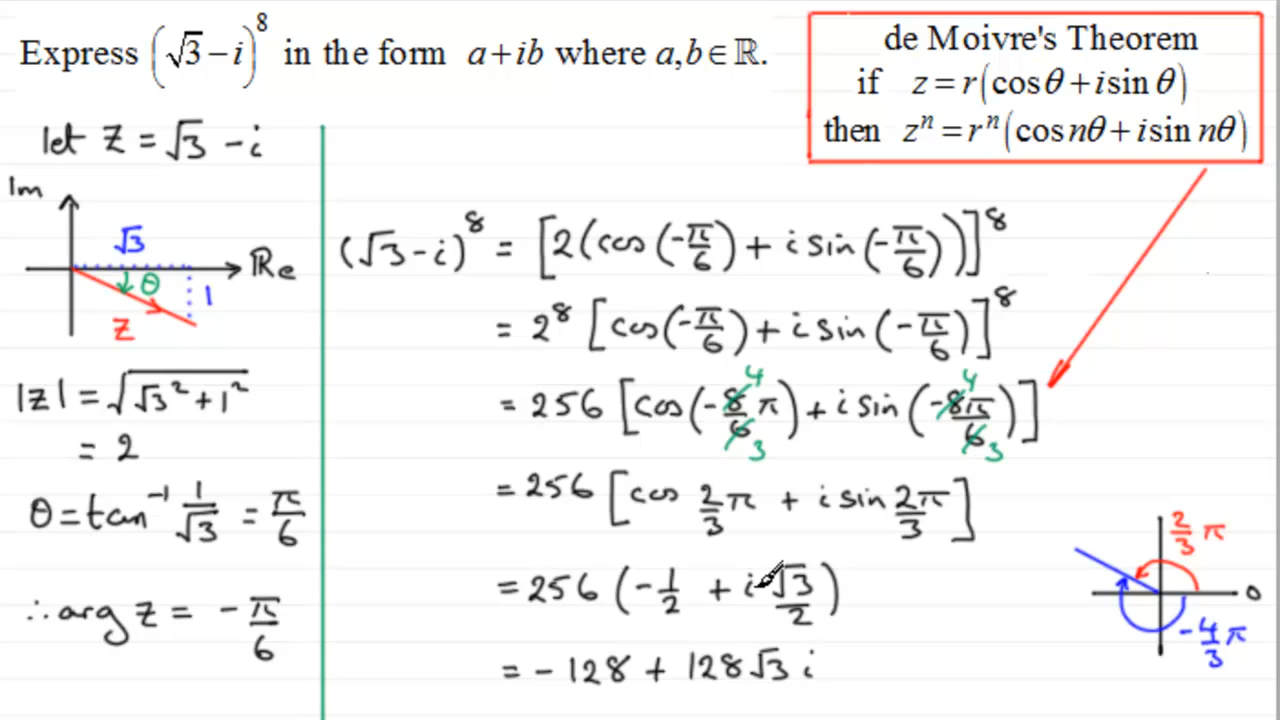 Express (√3 − i)^8 in the form a + ib where a,b ∈ ℝ.
de Moivre's Theorem
if z = r(cosθ + i sin θ)
then z^n = r^n (cos nθ + i sin nθ)
let z = √3 − i
Im
√3
θ
Re
1
z
|z| = √(√3² + 1²)
= 2
θ = tan⁻¹ 1/√3 = π/6
∴ arg z = −π/6
(√3 − i)^8 = [2(cos(−π/6) + i sin(−π/6))]^8
= 2^8 [cos(−π/6) + i sin(−π/6)]^8
4 4
= 256 [cos(−8/6 π) + i sin(−8π/6)]
3 3
= 256 [cos 2/3 π + i sin 2π/3]
= 256 (−1/2 + i √3/2)
= −128 + 128√3 i
2/3 π
0
−4/3 π